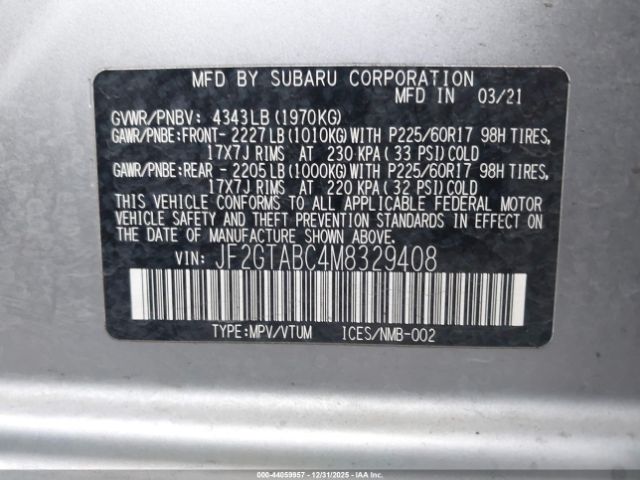 MFD BY SUBARU CORPORATION
MFD IN 03/21
GVWR/PNBV: 4343LB(1970KG)
GAWR/PNBE:FRONT-2227LB(1010KG)WITH P225/60R17 98H TIRES,
17X7J RIMS AT 230 KPA(33 PSI)COLD
GAWR/PNBE:REAR -2205LB(1000KG)WITH P225/60R17 98H TIRES,
17X7J RIMS AT 220 KPA(32 PSI)COLD
THIS VEHICLE CONFORMS TO ALL APPLICABLE FEDERAL MOTOR
VEHICLE SAFETY AND THEFT PREVENTION STANDARDS IN EFFECT ON
THE DATE OF MANUFACTURE SHOWN ABOVE.
VIN: JF2GTABC4M8329408
TYPE:MPV/VTUM ICES/NMB-002
000-44059957 - 12/31/2025 - IAAI.COM